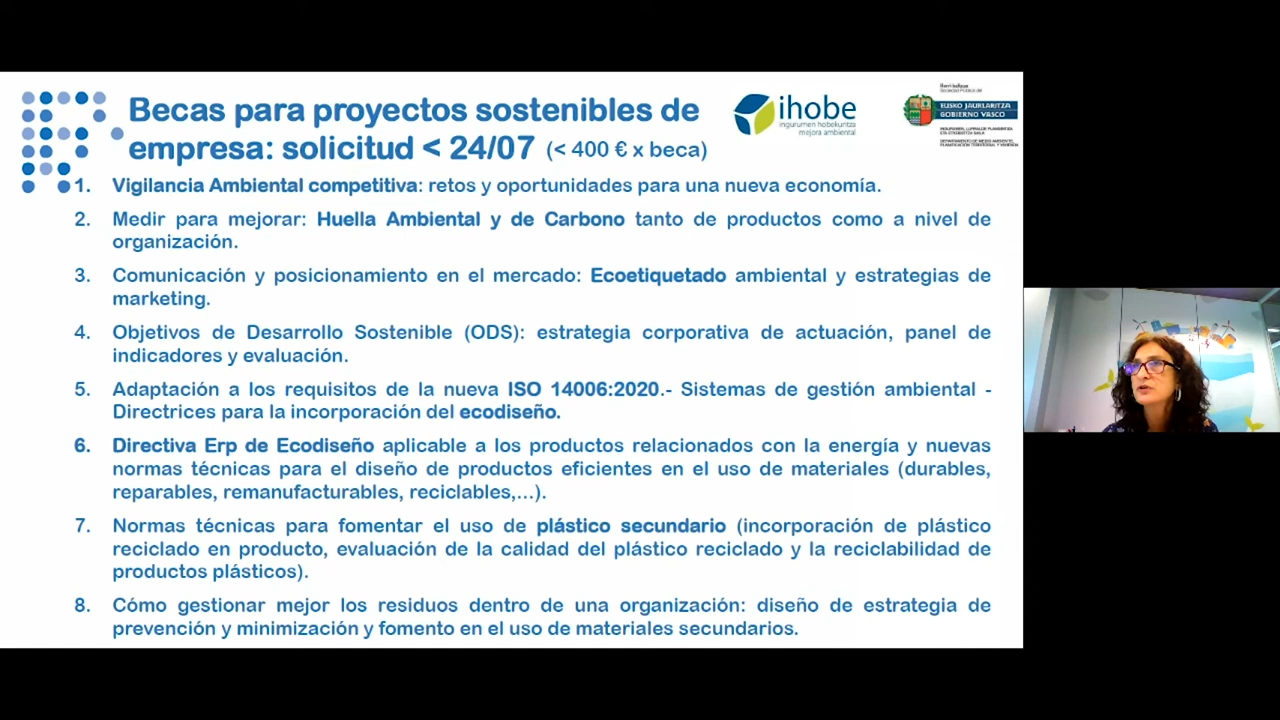 Becas para proyectos sostenibles de
empresa: solicitud < 24/07 (< 400 € x beca)
ihobe
ingurumen hobekuntza
mejora ambiental
Herri-baltzua
Sociedad Pública del
EUSKO JAURLARITZA
GOBIERNO VASCO
1. Vigilancia Ambiental competitiva: retos y oportunidades para una nueva economía.
2. Medir para mejorar: Huella Ambiental y de Carbono tanto de productos como a nivel de
organización.
3. Comunicación y posicionamiento en el mercado: Ecoetiquetado ambiental y estrategias de
marketing.
4. Objetivos de Desarrollo Sostenible (ODS): estrategia corporativa de actuación, panel de
indicadores y evaluación.
5. Adaptación a los requisitos de la nueva ISO 14006:2020.- Sistemas de gestión ambiental -
Directrices para la incorporación del ecodiseño.
6. Directiva Erp de Ecodiseño aplicable a los productos relacionados con la energía y nuevas
normas técnicas para el diseño de productos eficientes en el uso de materiales (durables,
reparables, remanufacturables, reciclables,...).
7. Normas técnicas para fomentar el uso de plástico secundario (incorporación de plástico
reciclado en producto, evaluación de la calidad del plástico reciclado y la reciclabilidad de
productos plásticos).
8. Cómo gestionar mejor los residuos dentro de una organización: diseño de estrategia de
prevención y minimización y fomento en el uso de materiales secundarios.